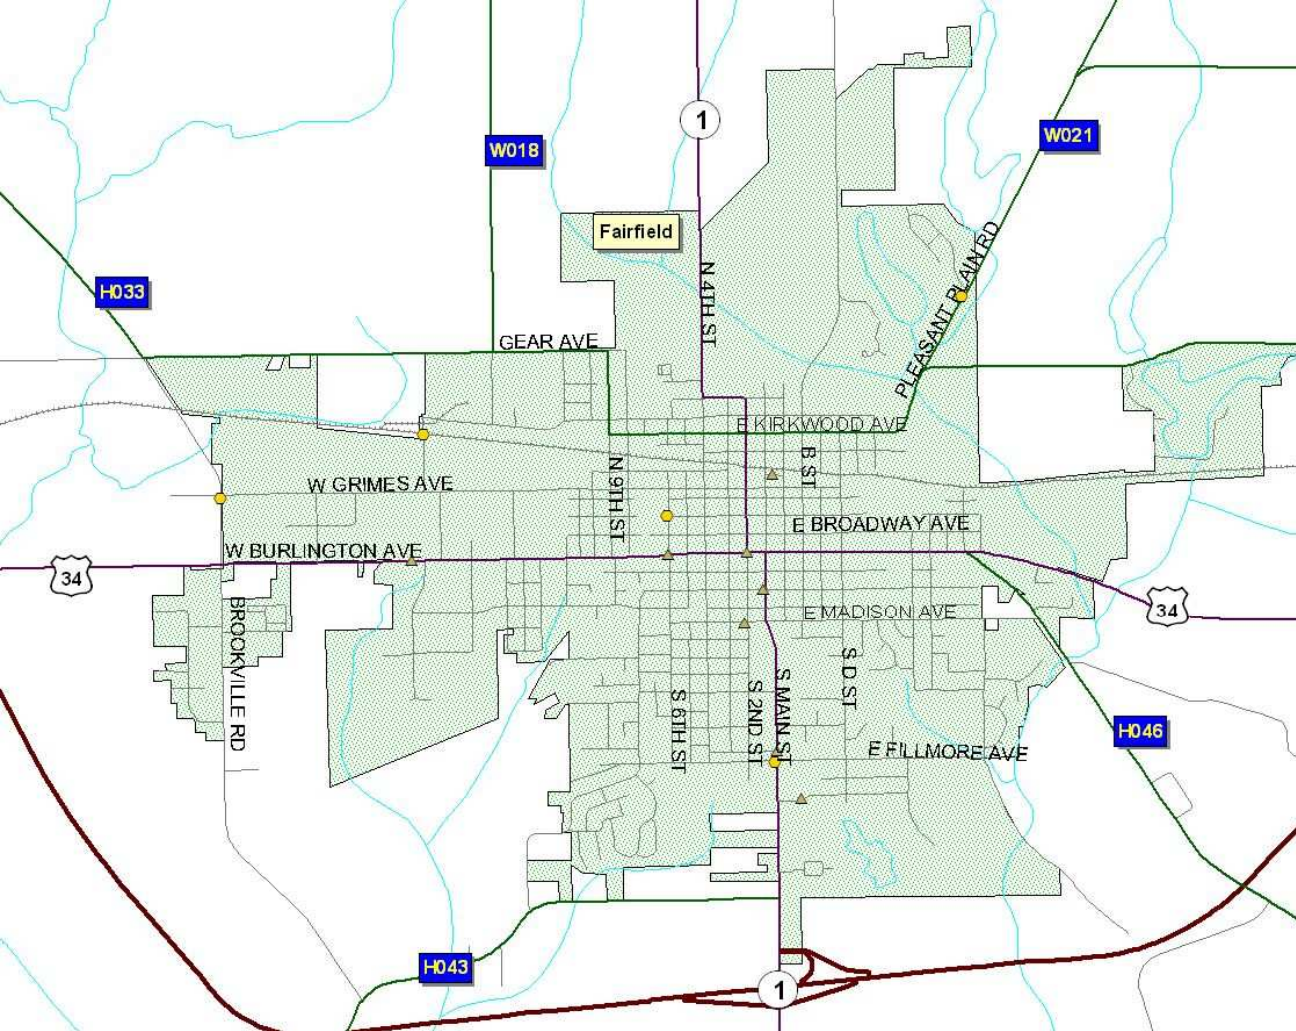 1
W021
W018
Fairfield
PLEASANT PLAIN RD
H033
N 4TH ST
GEAR AVE
E KIRKWOOD AVE
B ST
N 9TH ST
W GRIMES AVE
E BROADWAY AVE
W BURLINGTON AVE
34
34
E MADISON AVE
BROOKVILLE RD
S D ST
S MAIN ST
S 2ND ST
S 6TH ST
H046
E FILLMORE AVE
H043
1